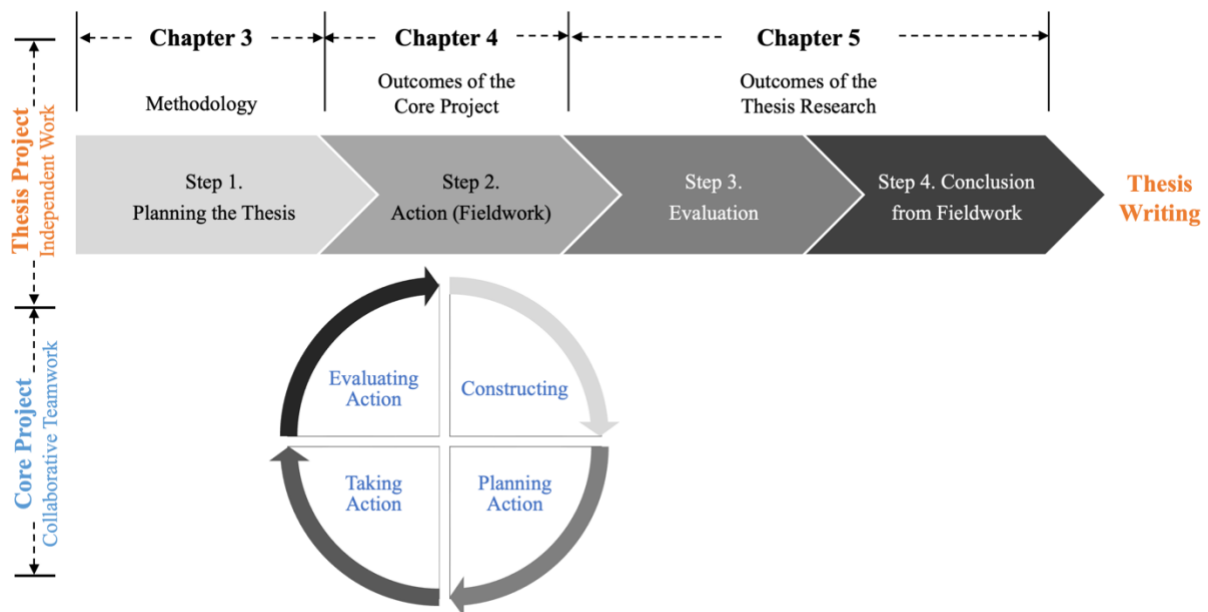 Chapter 3
Chapter 4
Chapter 5
Methodology
Outcomes of the
Core Project
Outcomes of the
Thesis Research
Thesis Project
Independent Work
Step 1.
Planning the Thesis
Step 2.
Action (Fieldwork)
Step 3.
Evaluation
Step 4. Conclusion
from Fieldwork
Thesis
Writing
Core Project
Collaborative Teamwork
Evaluating
Action
Constructing
Taking
Action
Planning
Action